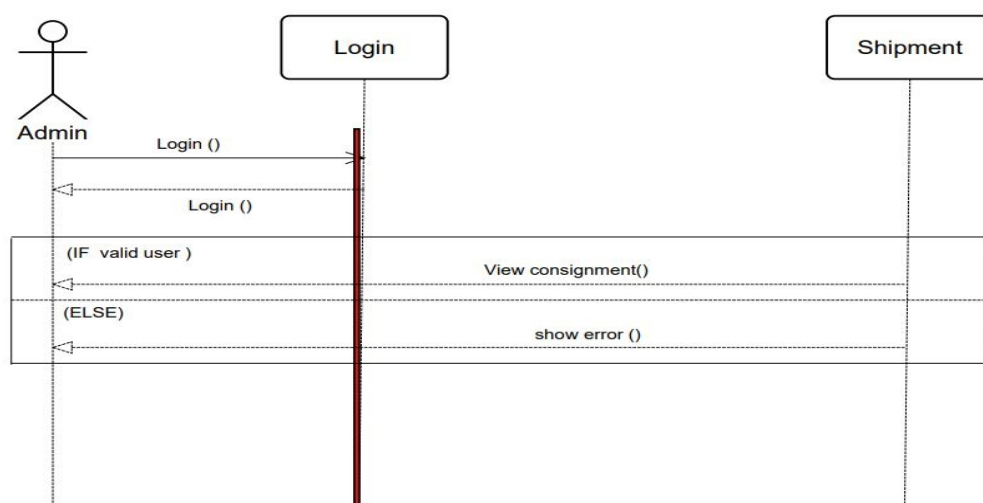 Login
Shipment
Admin
Login ()
Login ()
(IF valid user )
View consignment()
(ELSE)
show error ()